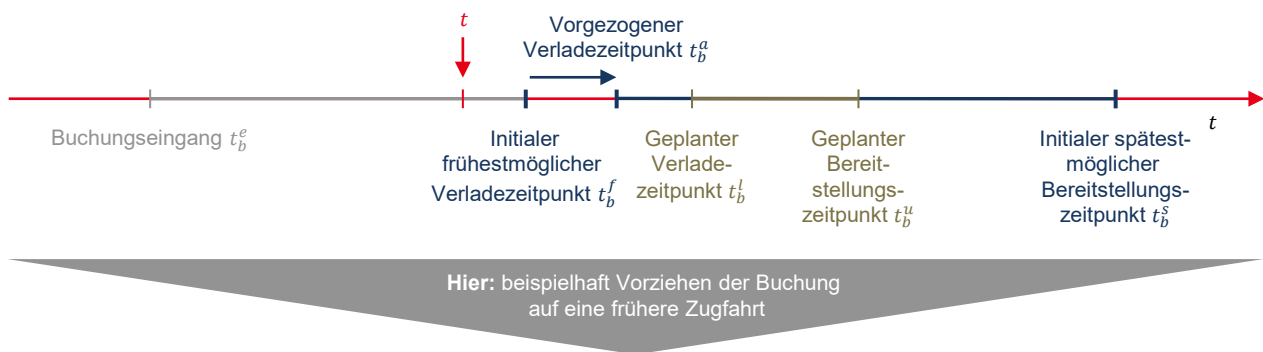 t
Vorgezogener
Verladezeitpunkt t_b^a
t
Buchungseingang t_b^e
Initialer
frühestmöglicher
Verladezeitpunkt t_b^f
Geplanter
Verlade-
zeitpunkt t_b^l
Geplanter
Bereit-
stellungs-
zeitpunkt t_b^u
Initialer spätest-
möglicher
Bereitstellungs-
zeitpunkt t_b^s
Hier: beispielhaft Vorziehen der Buchung
auf eine frühere Zugfahrt